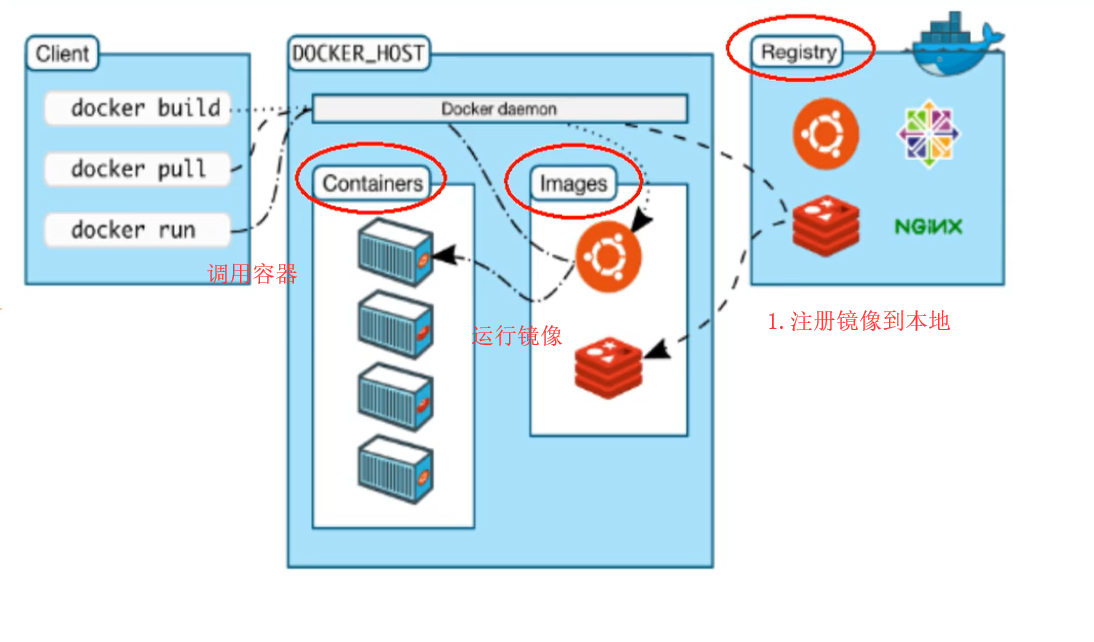 Client
docker build
docker pull
docker run
调用容器
DOCKER_HOST
Docker daemon
Containers
Images
运行镜像
Registry
NGINX
1.注册镜像到本地